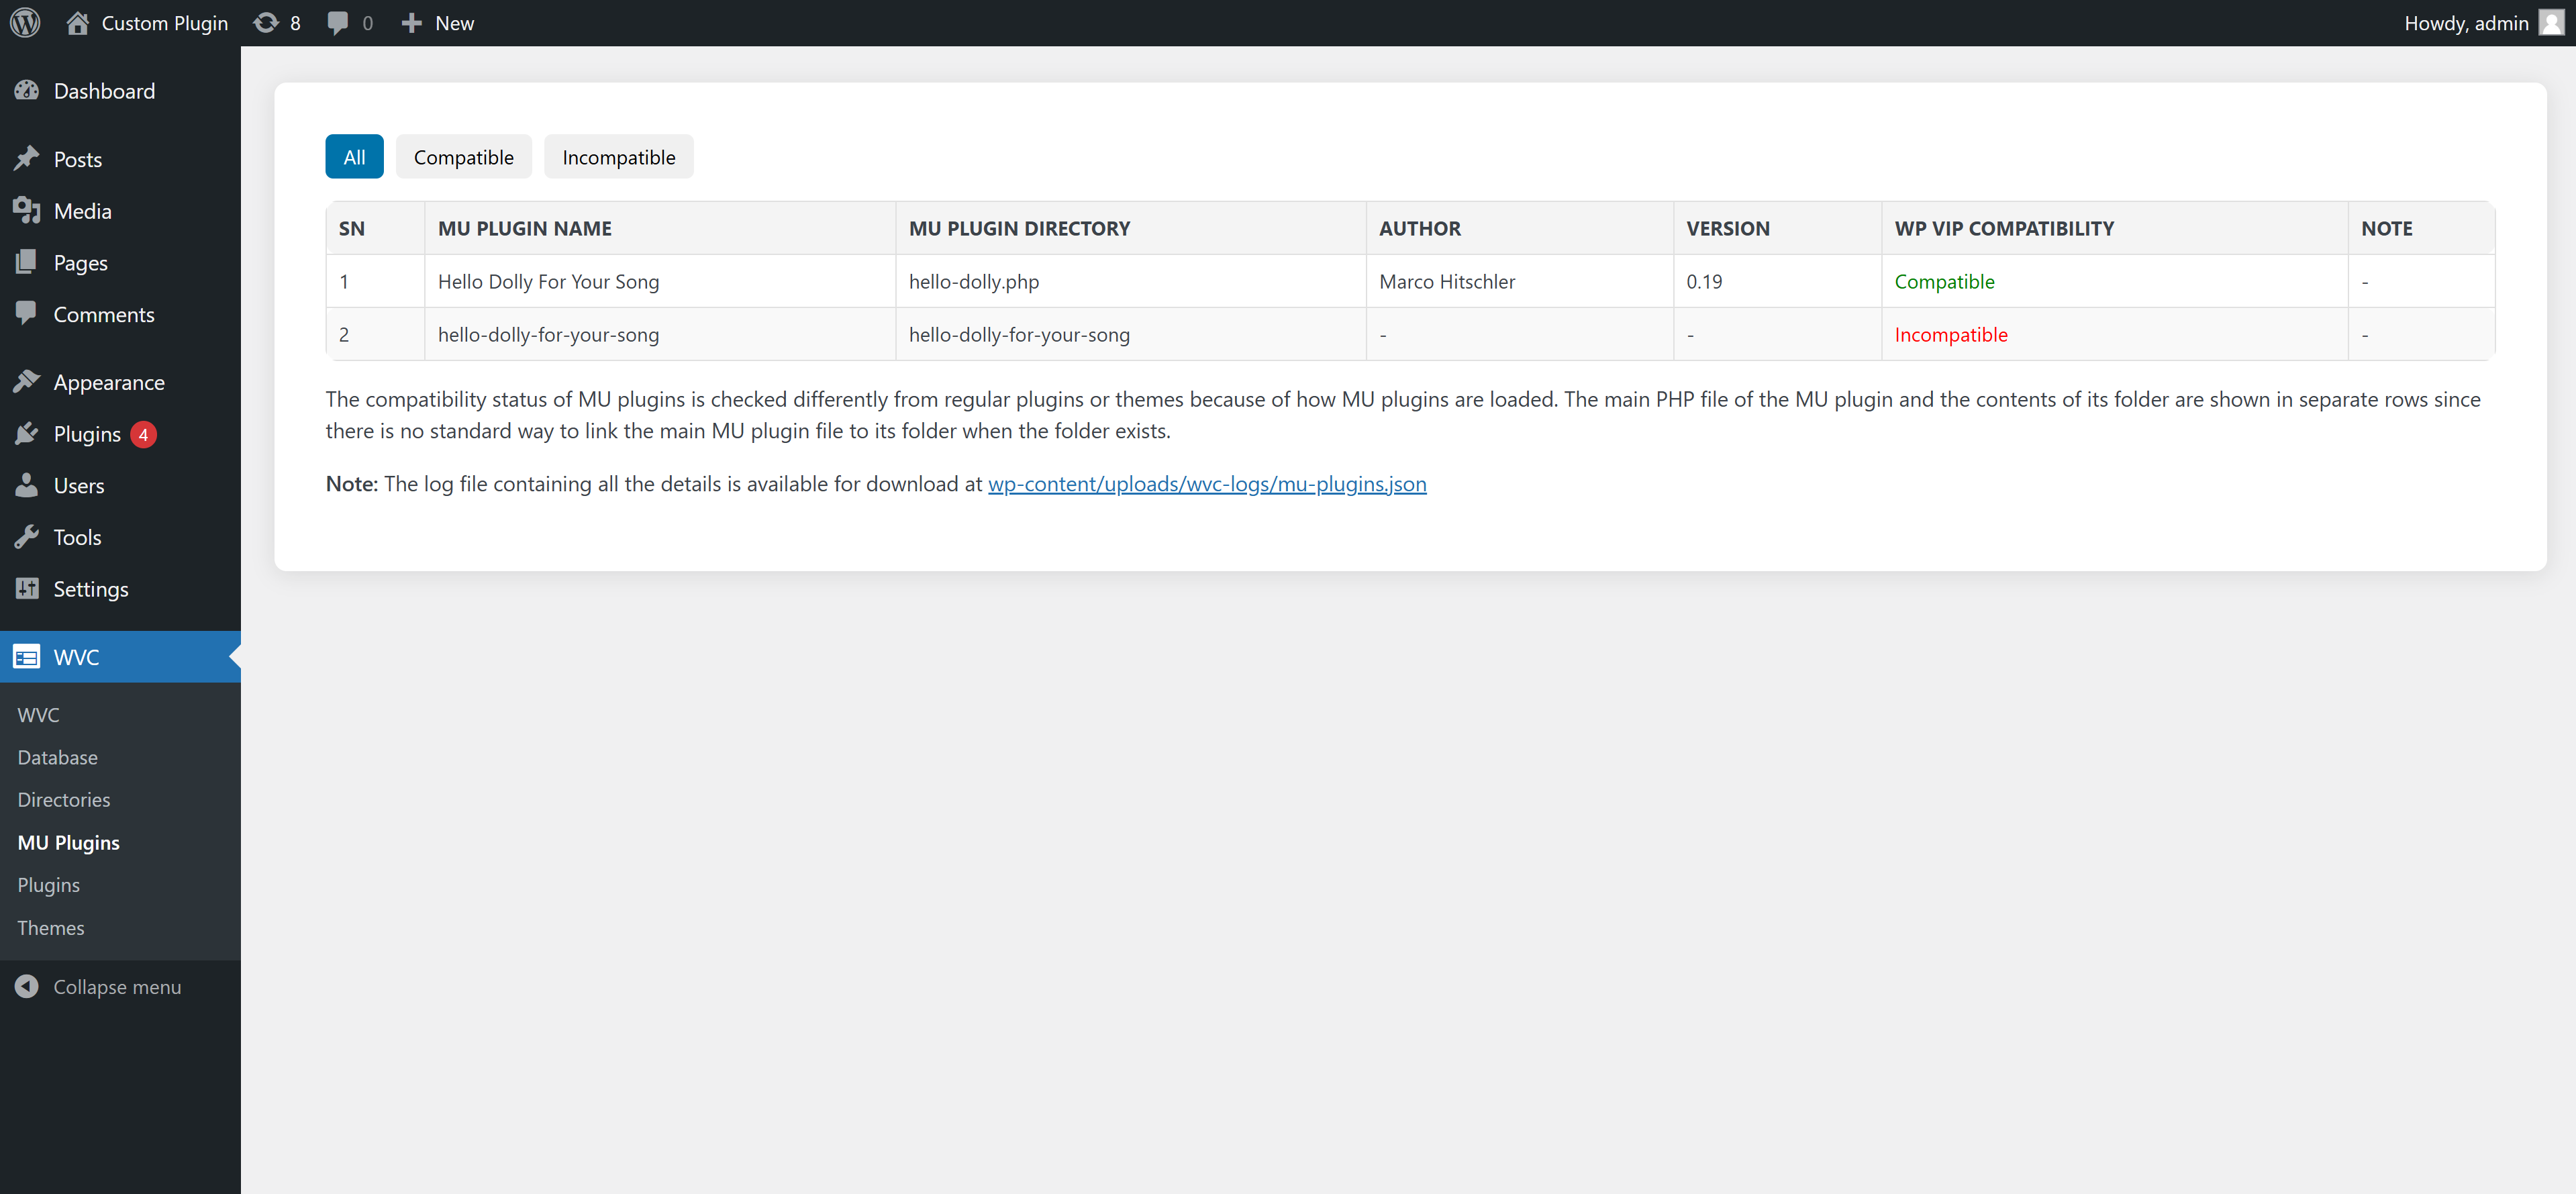 Custom Plugin 8 0 New Howdy, admin
Dashboard
Posts
Media
Pages
Comments
Appearance
Plugins 4
Users
Tools
Settings
WVC
WVC
Database
Directories
MU Plugins
Plugins
Themes
Collapse menu
All Compatible Incompatible
SN MU PLUGIN NAME MU PLUGIN DIRECTORY AUTHOR VERSION WP VIP COMPATIBILITY NOTE
1 Hello Dolly For Your Song hello-dolly.php Marco Hitschler 0.19 Compatible -
2 hello-dolly-for-your-song hello-dolly-for-your-song - - Incompatible -
The compatibility status of MU plugins is checked differently from regular plugins or themes because of how MU plugins are loaded. The main PHP file of the MU plugin and the contents of its folder are shown in separate rows since
there is no standard way to link the main MU plugin file to its folder when the folder exists.
Note: The log file containing all the details is available for download at wp-content/uploads/wvc-logs/mu-plugins.json